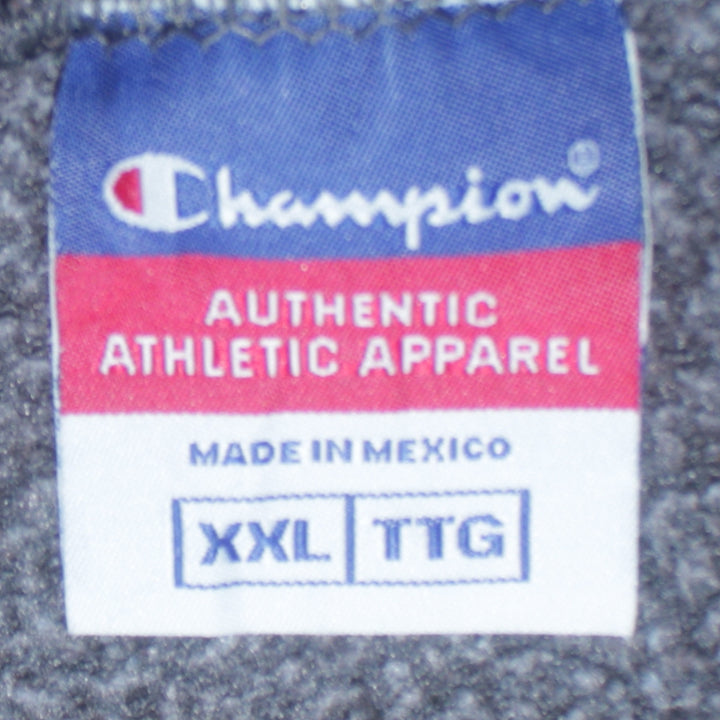 Champion®
AUTHENTIC
ATHLETIC APPAREL
MADE IN MEXICO
XXL TTG